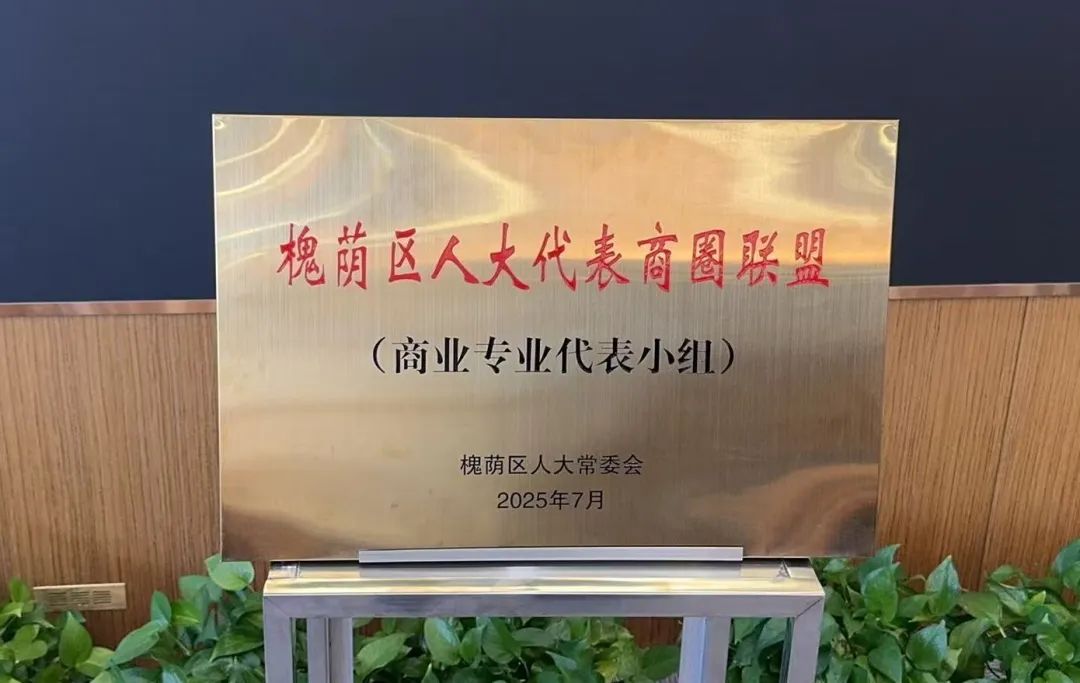 槐荫区人大代表商圈联盟
（商业专业代表小组）
槐荫区人大常委会
2025年7月